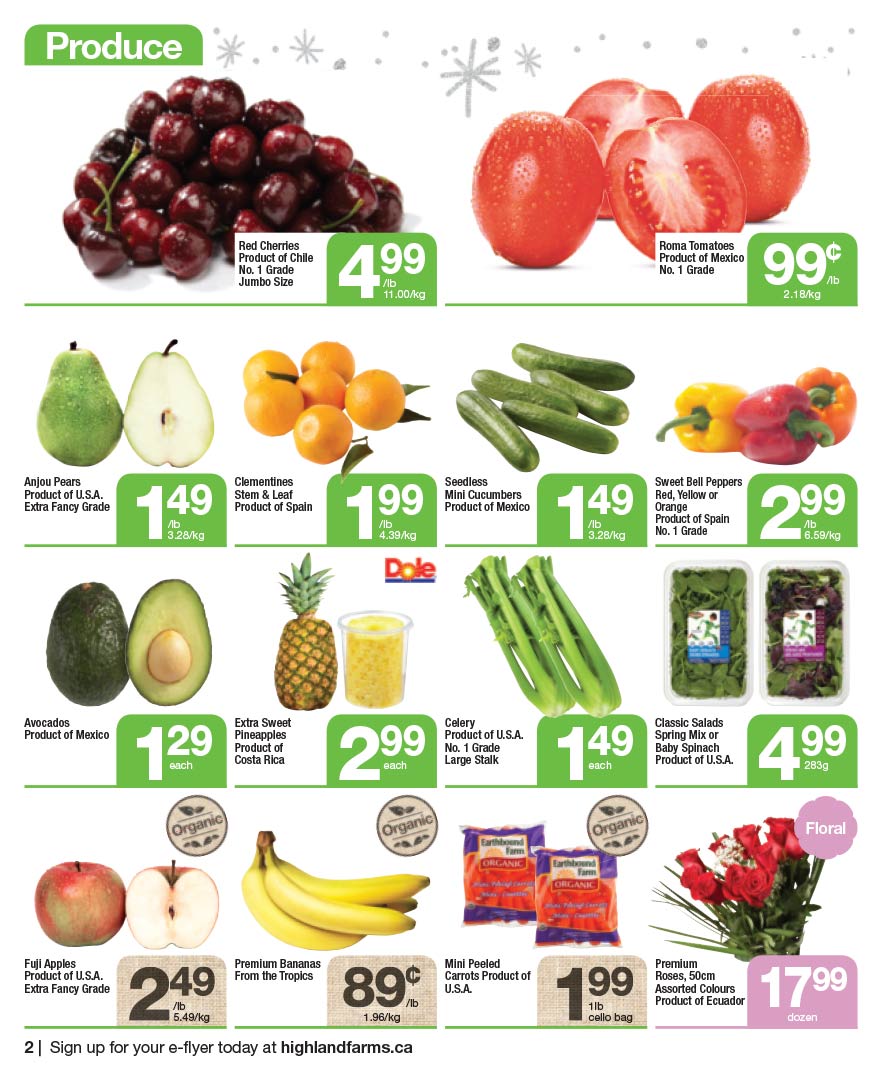 Produce
Red Cherries
Product of Chile
No. 1 Grade
Jumbo Size
4.99
/lb
11.00/kg
Roma Tomatoes
Product of Mexico
No. 1 Grade
99¢
/lb
2.18/kg
Anjou Pears
Product of U.S.A.
Extra Fancy Grade
1.49
/lb
3.28/kg
Clementines
Stem & Leaf
Product of Spain
1.99
/lb
4.39/kg
Seedless
Mini Cucumbers
Product of Mexico
1.49
/lb
3.28/kg
Sweet Bell Peppers
Red, Yellow or
Orange
Product of Spain
No. 1 Grade
2.99
/lb
6.59/kg
Avocados
Product of Mexico
1.29
each
Dole
Extra Sweet
Pineapples
Product of
Costa Rica
2.99
each
Celery
Product of U.S.A.
No. 1 Grade
Large Stalk
1.49
each
Classic Salads
Spring Mix or
Baby Spinach
Product of U.S.A.
4.99
283g
Organic
Fuji Apples
Product of U.S.A.
Extra Fancy Grade
2.49
/lb
5.49/kg
Organic
Premium Bananas
From the Tropics
89¢
/lb
1.96/kg
Organic
Earthbound
Farm
ORGANIC
Earthbound
Farm
ORGANIC
Mini Peeled
Carrots Product of
U.S.A.
1.99
1lb
cello bag
Floral
Premium
Roses, 50cm
Assorted Colours
Product of Ecuador
17.99
dozen
2 | Sign up for your e-flyer today at highlandfarms.ca